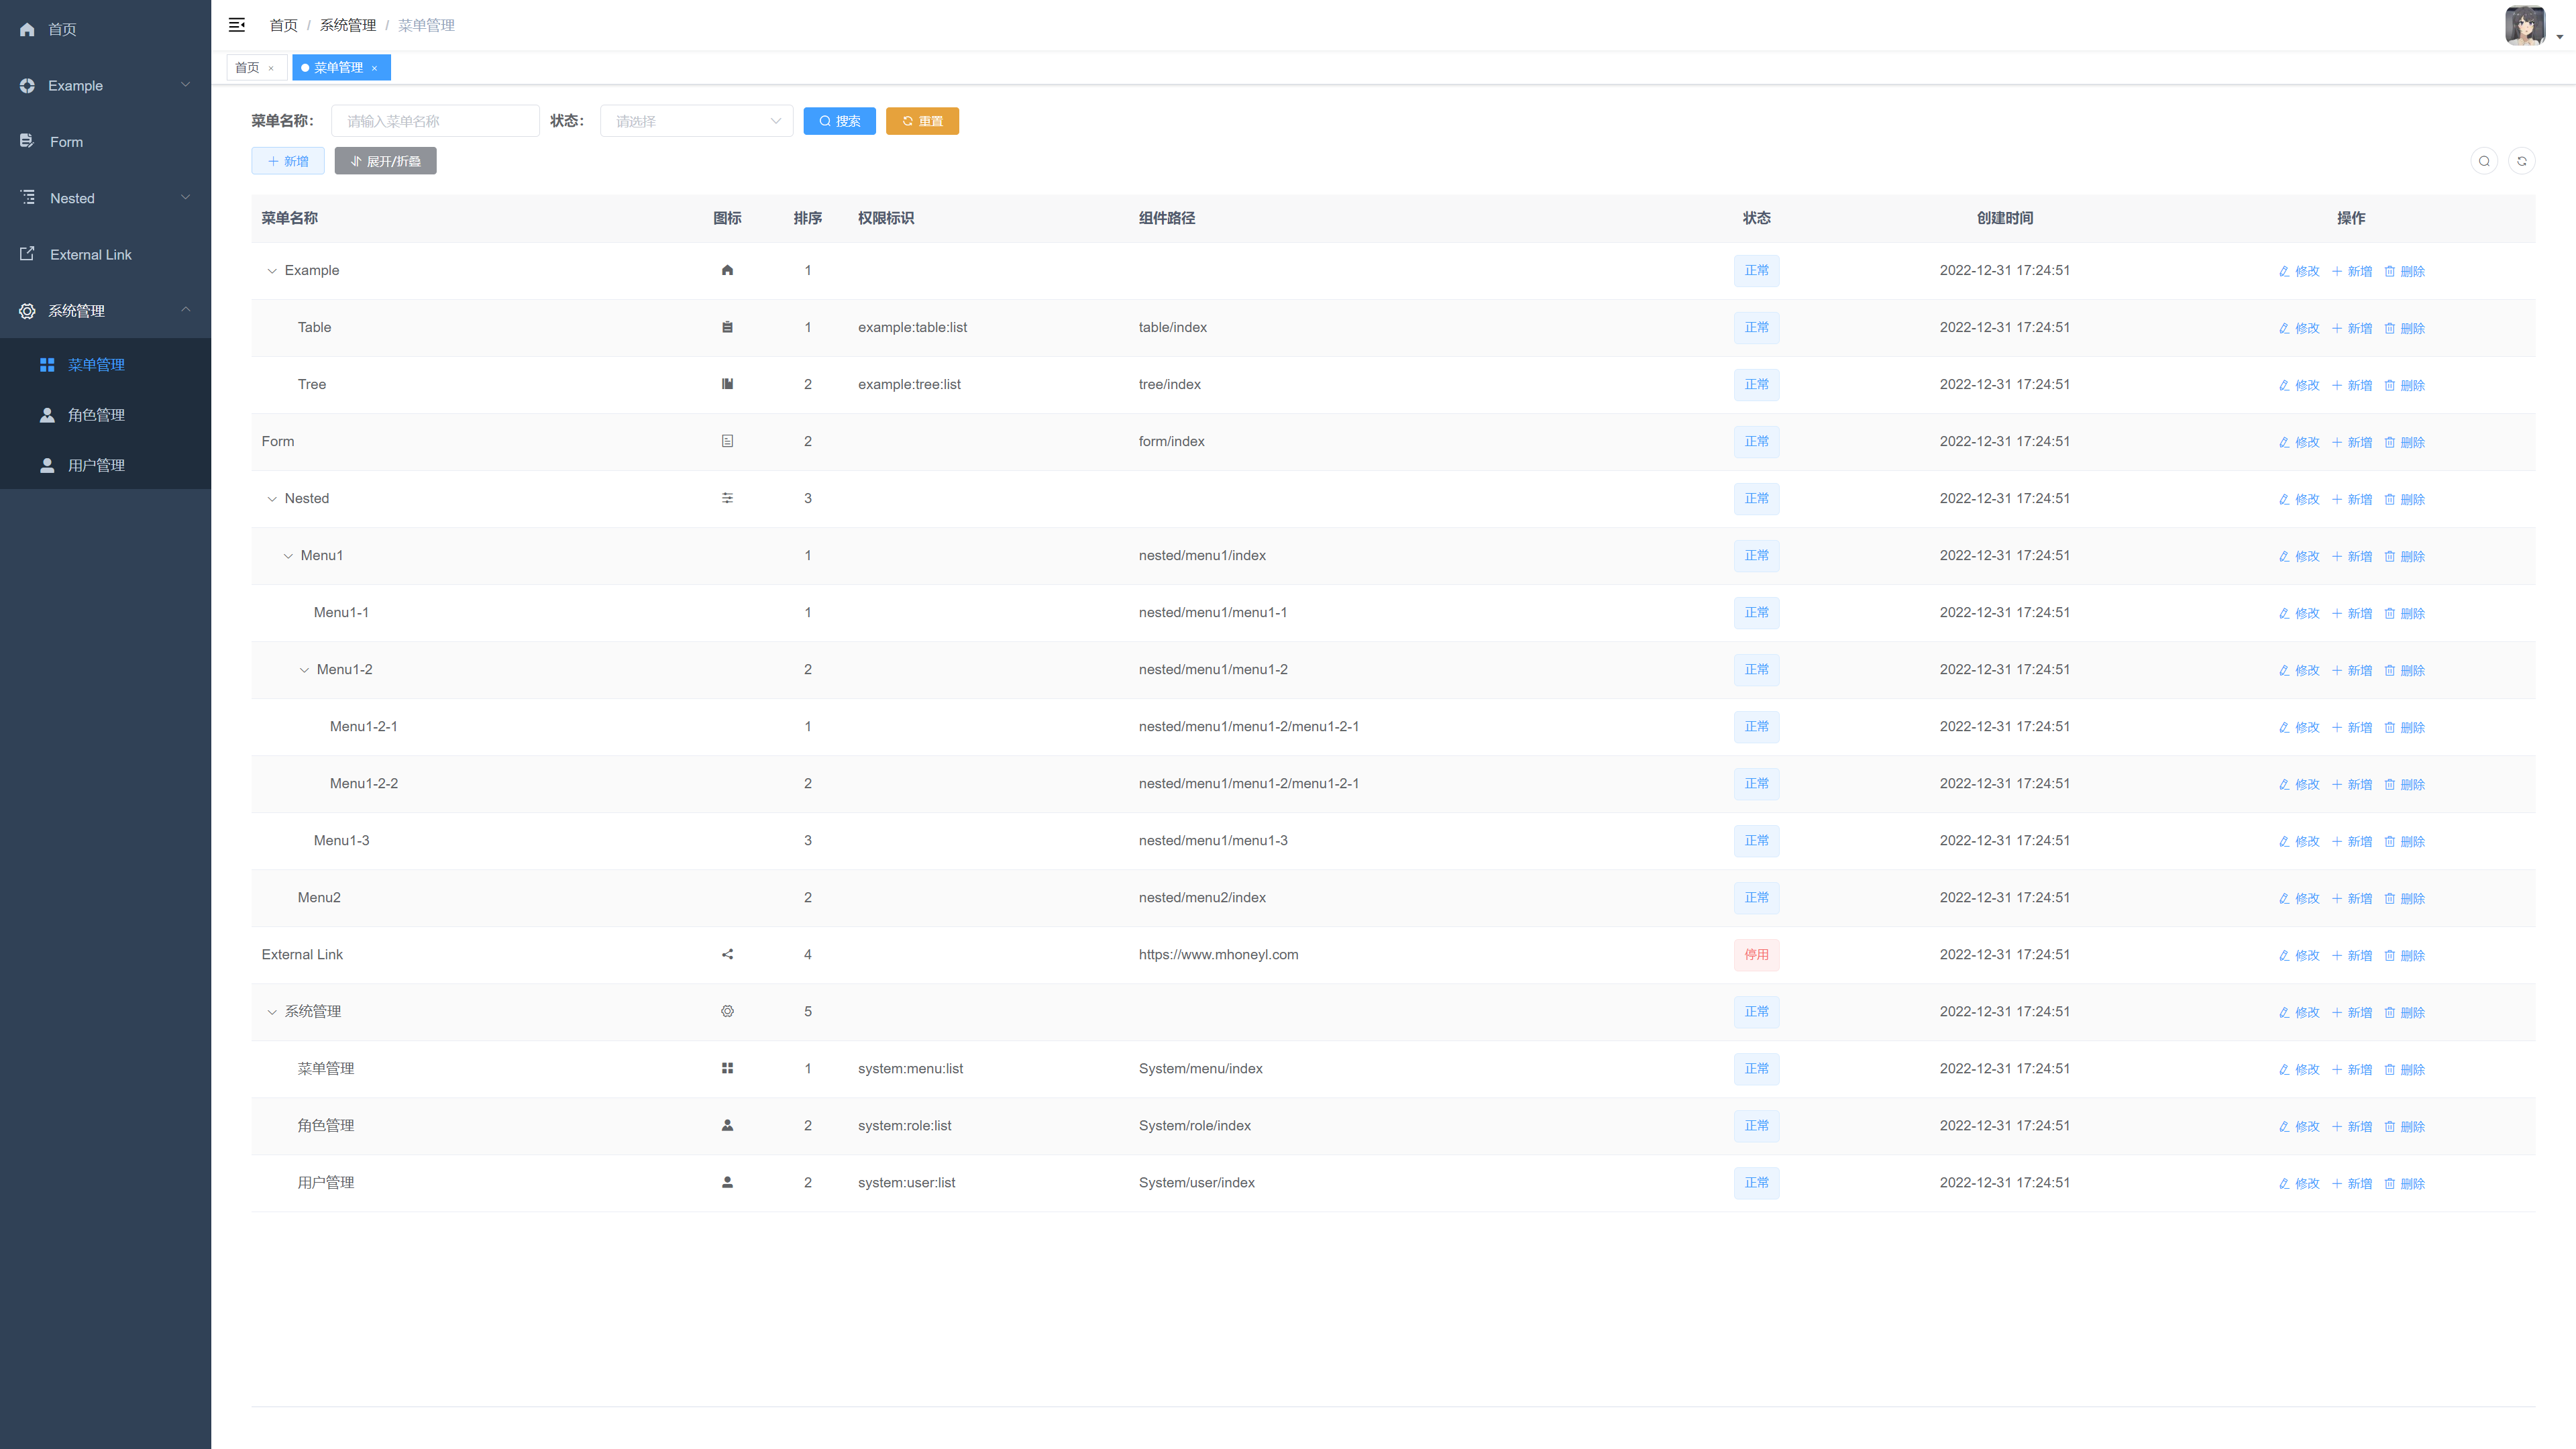 首页
Example
Form
Nested
External Link
系统管理
菜单管理
角色管理
用户管理
首页 / 系统管理 / 菜单管理
首页 × 菜单管理 ×
菜单名称: 请输入菜单名称 状态: 请选择 搜索 重置
新增 展开/折叠
菜单名称 图标 排序 权限标识 组件路径 状态 创建时间 操作
Example 1 正常 2022-12-31 17:24:51 修改 新增 删除
Table 1 example:table:list table/index 正常 2022-12-31 17:24:51 修改 新增 删除
Tree 2 example:tree:list tree/index 正常 2022-12-31 17:24:51 修改 新增 删除
Form 2 form/index 正常 2022-12-31 17:24:51 修改 新增 删除
Nested 3 正常 2022-12-31 17:24:51 修改 新增 删除
Menu1 1 nested/menu1/index 正常 2022-12-31 17:24:51 修改 新增 删除
Menu1-1 1 nested/menu1/menu1-1 正常 2022-12-31 17:24:51 修改 新增 删除
Menu1-2 2 nested/menu1/menu1-2 正常 2022-12-31 17:24:51 修改 新增 删除
Menu1-2-1 1 nested/menu1/menu1-2/menu1-2-1 正常 2022-12-31 17:24:51 修改 新增 删除
Menu1-2-2 2 nested/menu1/menu1-2/menu1-2-1 正常 2022-12-31 17:24:51 修改 新增 删除
Menu1-3 3 nested/menu1/menu1-3 正常 2022-12-31 17:24:51 修改 新增 删除
Menu2 2 nested/menu2/index 正常 2022-12-31 17:24:51 修改 新增 删除
External Link 4 https://www.mhoneyl.com 停用 2022-12-31 17:24:51 修改 新增 删除
系统管理 5 正常 2022-12-31 17:24:51 修改 新增 删除
菜单管理 1 system:menu:list System/menu/index 正常 2022-12-31 17:24:51 修改 新增 删除
角色管理 2 system:role:list System/role/index 正常 2022-12-31 17:24:51 修改 新增 删除
用户管理 2 system:user:list System/user/index 正常 2022-12-31 17:24:51 修改 新增 删除